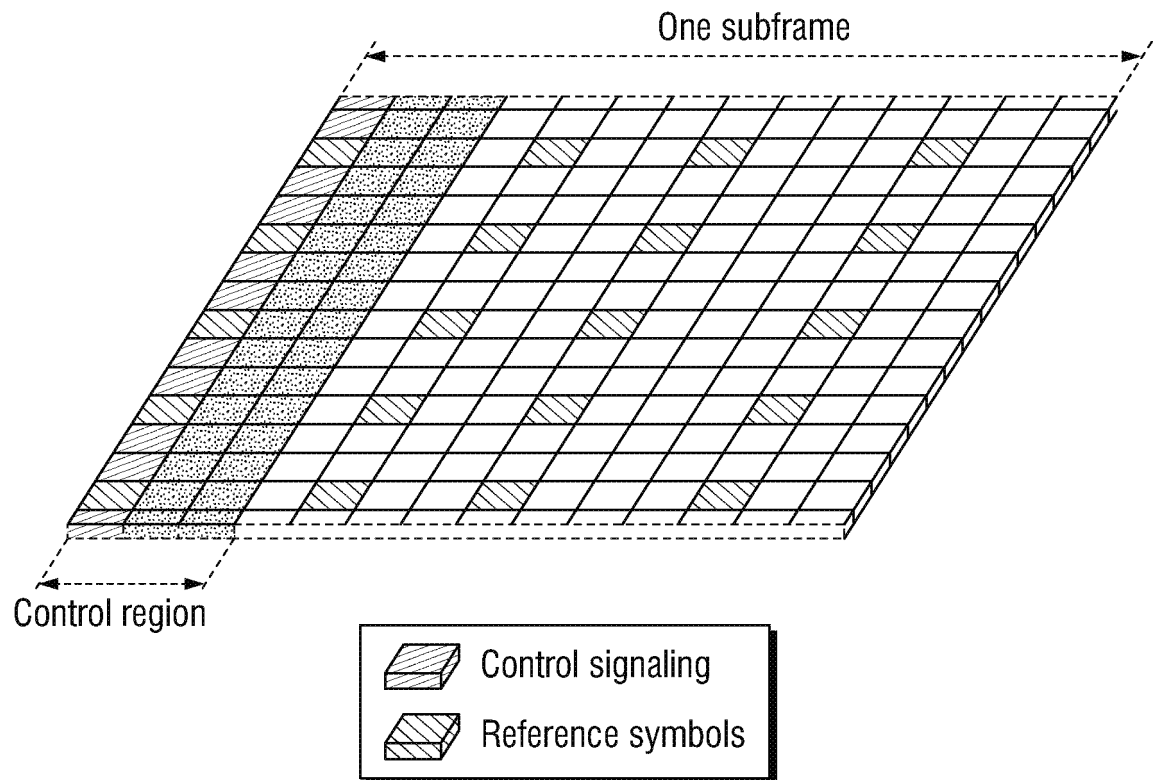 One subframe
Control region
Control signaling
Reference symbols